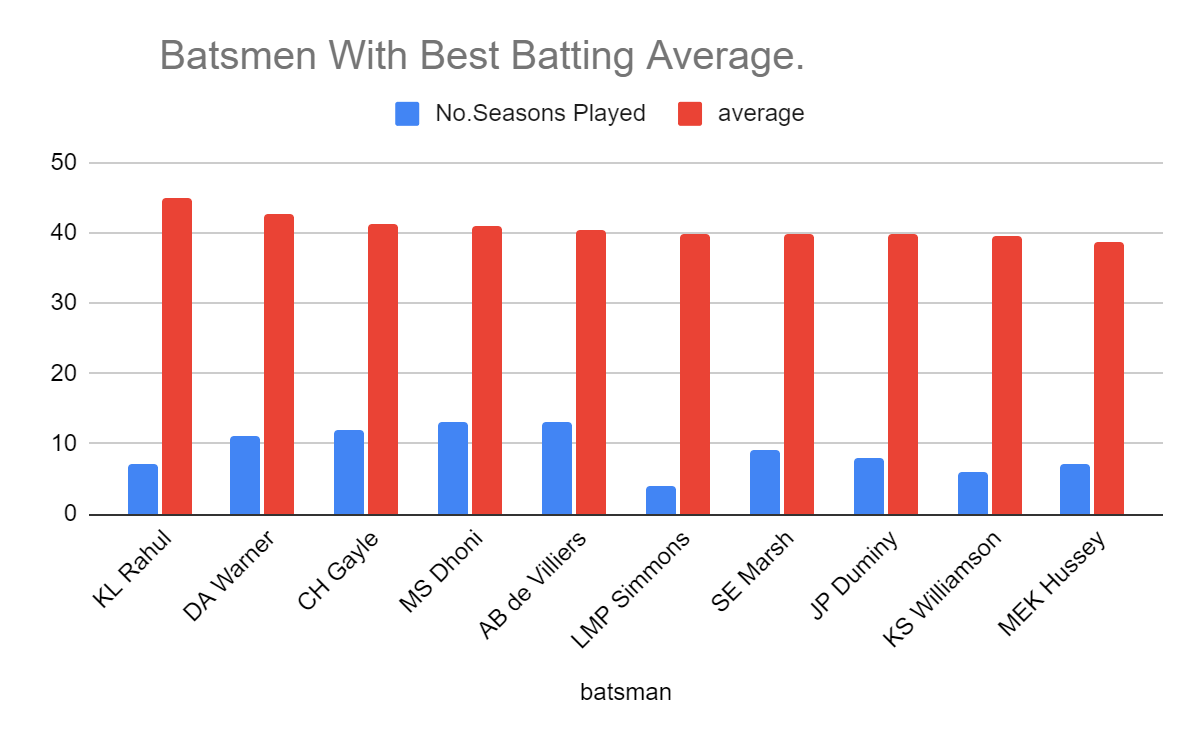 Batsmen With Best Batting Average.
No.Seasons Played
average
50
40
30
20
10
0
KL Rahul
DA Warner
CH Gayle
MS Dhoni
AB de Villiers
LMP Simmons
SE Marsh
JP Duminy
KS Williamson
MEK Hussey
batsman